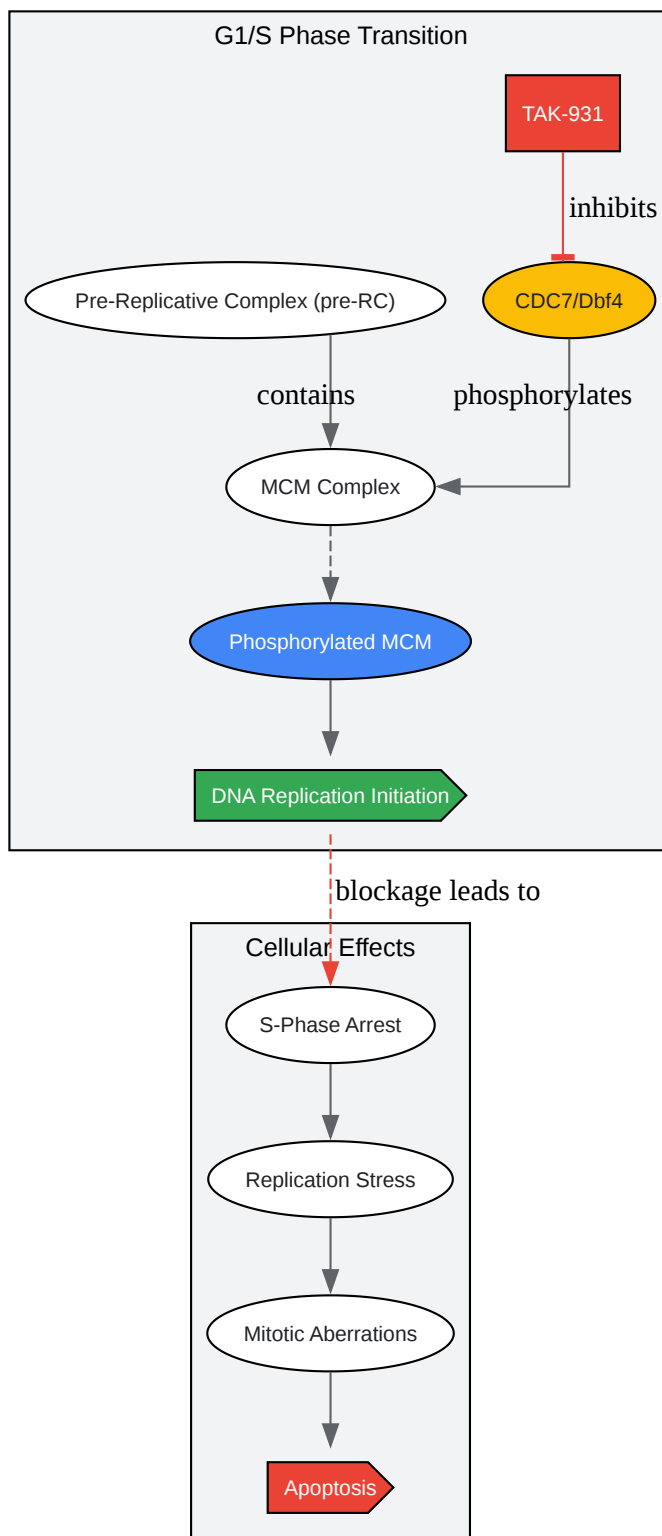 G1/S Phase Transition
TAK-931
inhibits
Pre-Replicative Complex (pre-RC)
CDC7/Dbf4
contains
phosphorylates
MCM Complex
Phosphorylated MCM
DNA Replication Initiation
blockage leads to
Cellular Effects
S-Phase Arrest
Replication Stress
Mitotic Aberrations
Apoptosis